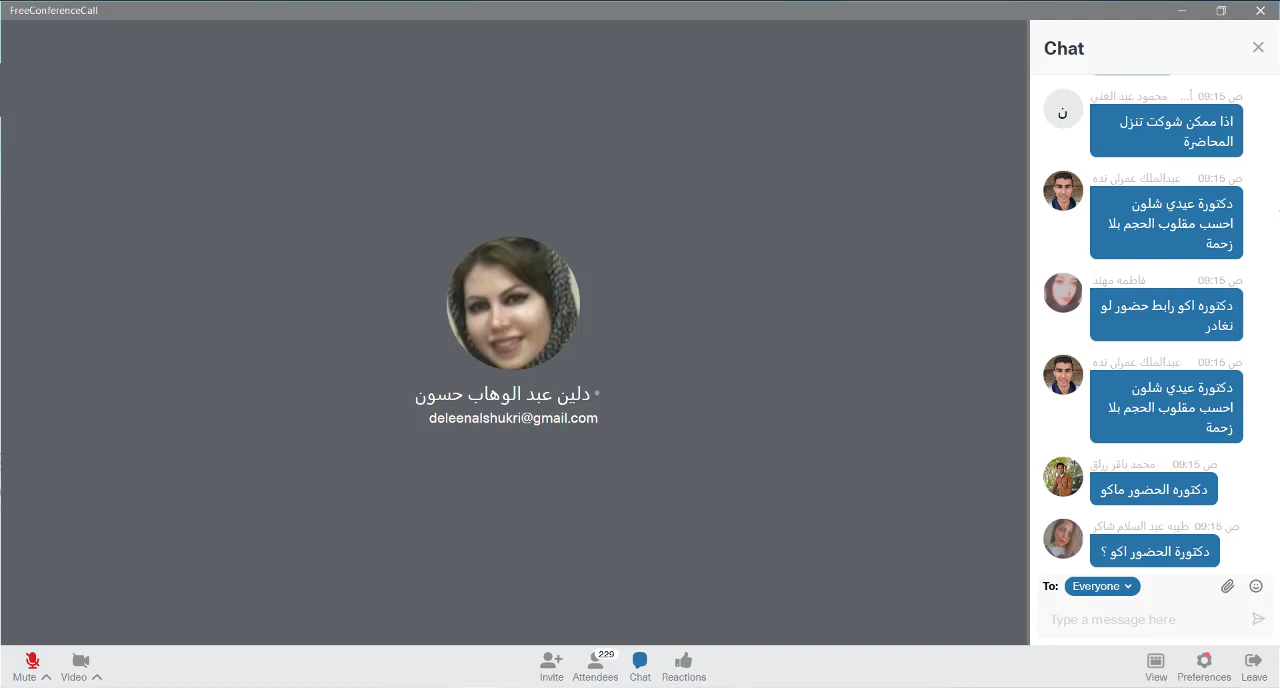 FreeConferenceCall
دلين عبد الوهاب حسون
deleenalshukri@gmail.com
Chat
محمود عبد الغني أ... 09:15 ص
ن
اذا ممكن شوكت تنزل
المحاضرة
عبدالملك عمران نده 09:15 ص
دكتورة عيدي شلون
احسب مقلوب الحجم بلا
زحمة
فاطمه مهند 09:15 ص
دكتوره اكو رابط حضور لو
نغادر
عبدالملك عمران نده 09:15 ص
دكتورة عيدي شلون
احسب مقلوب الحجم بلا
زحمة
محمد باقر رزاق 09:15 ص
دكتوره الحضور ماكو
طيبه عبد السلام شاكر 09:15 ص
دكتورة الحضور اكو ؟
To: Everyone
Type a message here
Mute
Video
Invite
229
Attendees
Chat
Reactions
View
Preferences
Leave